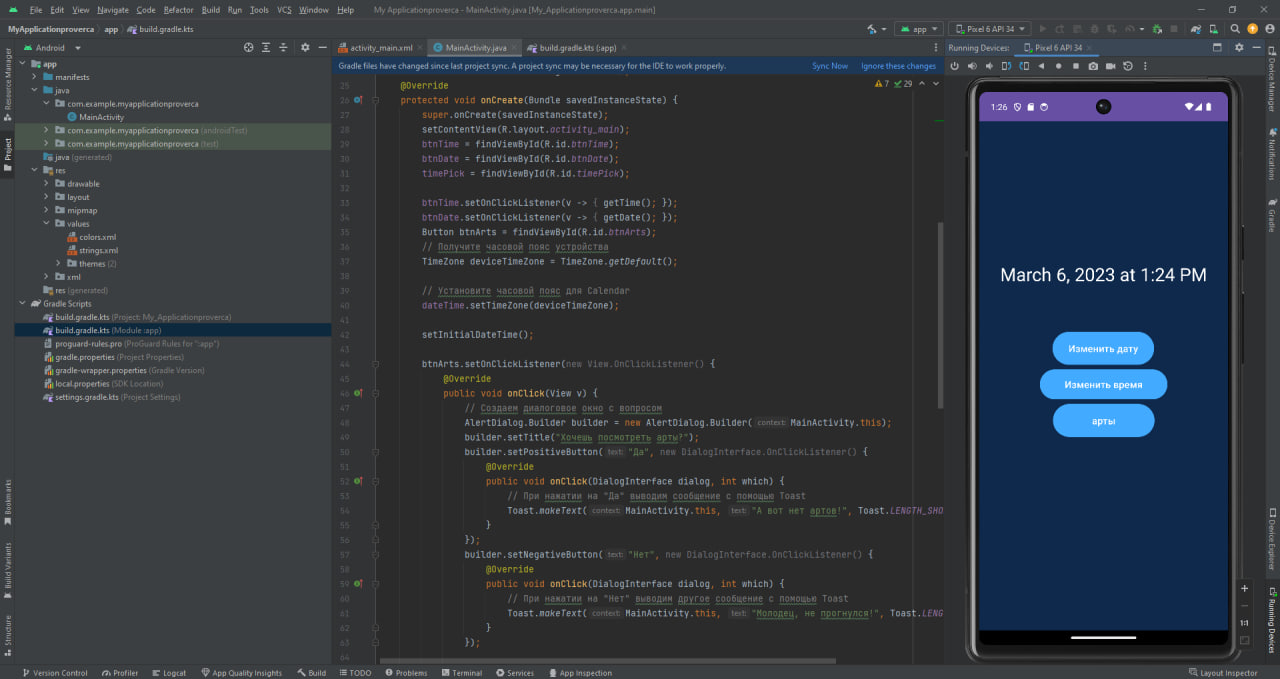 File Edit View Navigate Code Refactor Build Run Tools VCS Window Help My Applicationproverca - MainActivity.java [My_Applicationproverca.app.main]
MyApplicationproverca app build.gradle.kts app Pixel 6 API 34
Android
activity_main.xml MainActivity.java build.gradle.kts (:app)
Running Devices: Pixel 6 API 34
Gradle files have changed since last project sync. A project sync may be necessary for the IDE to work properly. Sync Now Ignore these changes
Resource Manager
Project
Bookmarks
Build Variants
Structure
app
manifests
java
com.example.myapplicationproverca
MainActivity
com.example.myapplicationproverca (androidTest)
com.example.myapplicationproverca (test)
java (generated)
res
drawable
layout
mipmap
values
colors.xml
strings.xml
themes (2)
xml
res (generated)
Gradle Scripts
build.gradle.kts (Project: My_Applicationproverca)
build.gradle.kts (Module :app)
proguard-rules.pro (ProGuard Rules for ":app")
gradle.properties (Project Properties)
gradle-wrapper.properties (Gradle Version)
local.properties (SDK Location)
settings.gradle.kts (Project Settings)
7 29
25 @Override
26 protected void onCreate(Bundle savedInstanceState) {
27 super.onCreate(savedInstanceState);
28 setContentView(R.layout.activity_main);
29 btnTime = findViewById(R.id.btnTime);
30 btnDate = findViewById(R.id.btnDate);
31 timePick = findViewById(R.id.timePick);
32
33 btnTime.setOnClickListener(v -> { getTime(); });
34 btnDate.setOnClickListener(v -> { getDate(); });
35 Button btnArts = findViewById(R.id.btnArts);
36 // Получите часовой пояс устройства
37 TimeZone deviceTimeZone = TimeZone.getDefault();
38
39 // Установите часовой пояс для Calendar
40 dateTime.setTimeZone(deviceTimeZone);
41
42 setInitialDateTime();
43
44 btnArts.setOnClickListener(new View.OnClickListener() {
45 @Override
46 public void onClick(View v) {
47 // Создаем диалоговое окно с вопросом
48 AlertDialog.Builder builder = new AlertDialog.Builder( context: MainActivity.this);
49 builder.setTitle("Хочешь посмотреть арты?");
50 builder.setPositiveButton( text: "Да", new DialogInterface.OnClickListener() {
51 @Override
52 public void onClick(DialogInterface dialog, int which) {
53 // При нажатии на "Да" выводим сообщение с помощью Toast
54 Toast.makeText( context: MainActivity.this, text: "А вот нет артов!", Toast.LENGTH_SHO
55 }
56 });
57 builder.setNegativeButton( text: "Нет", new DialogInterface.OnClickListener() {
58 @Override
59 public void onClick(DialogInterface dialog, int which) {
60 // При нажатии на "Нет" выводим другое сообщение с помощью Toast
61 Toast.makeText( context: MainActivity.this, text: "Молодец, не прогнулся!", Toast.LENG
62 }
63 });
64
1:26
March 6, 2023 at 1:24 PM
Изменить дату
Изменить время
арты
1:1
Device Manager
Notifications
Gradle
Device Explorer
Running Devices
Version Control Profiler Logcat App Quality Insights Build TODO Problems Terminal Services App Inspection Layout Inspector